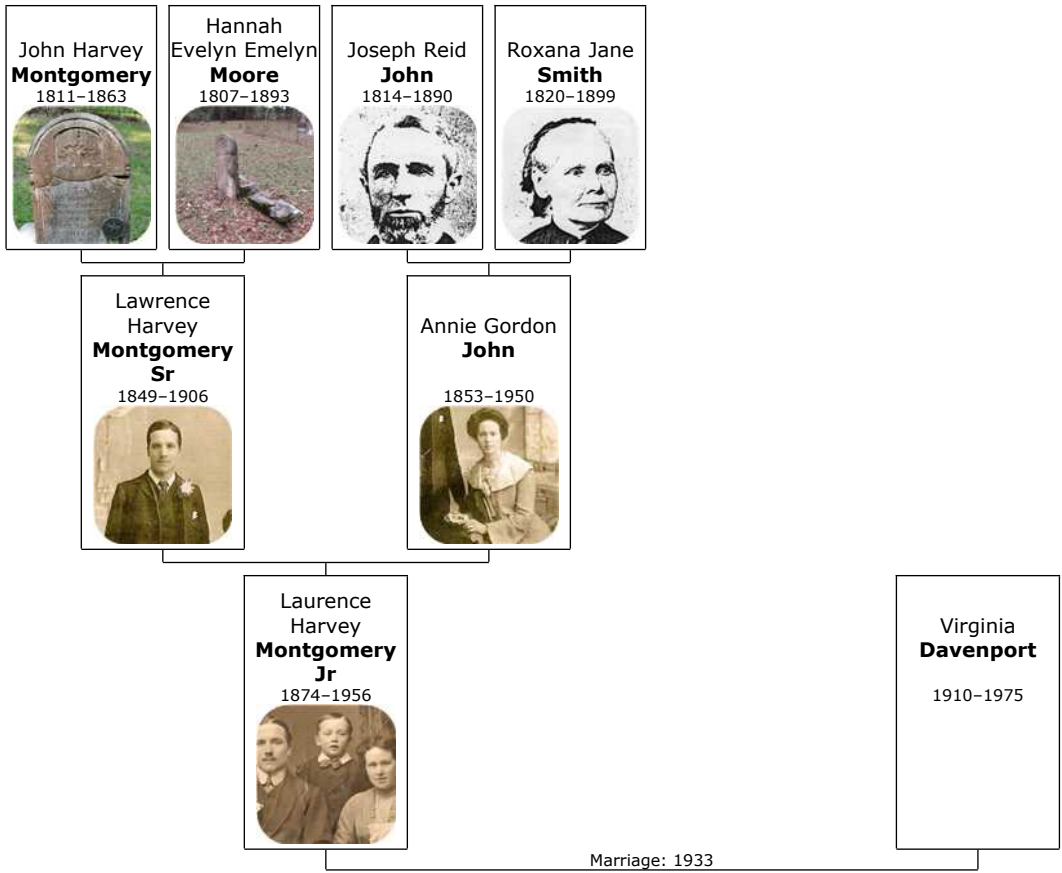 John Harvey
Montgomery
1811–1863
Hannah
Evelyn Emelyn
Moore
1807–1893
Joseph Reid
John
1814–1890
Roxana Jane
Smith
1820–1899
Lawrence
Harvey
Montgomery
Sr
1849–1906
Annie Gordon
John
1853–1950
Laurence
Harvey
Montgomery
Jr
1874–1956
Virginia
Davenport
1910–1975
Marriage: 1933